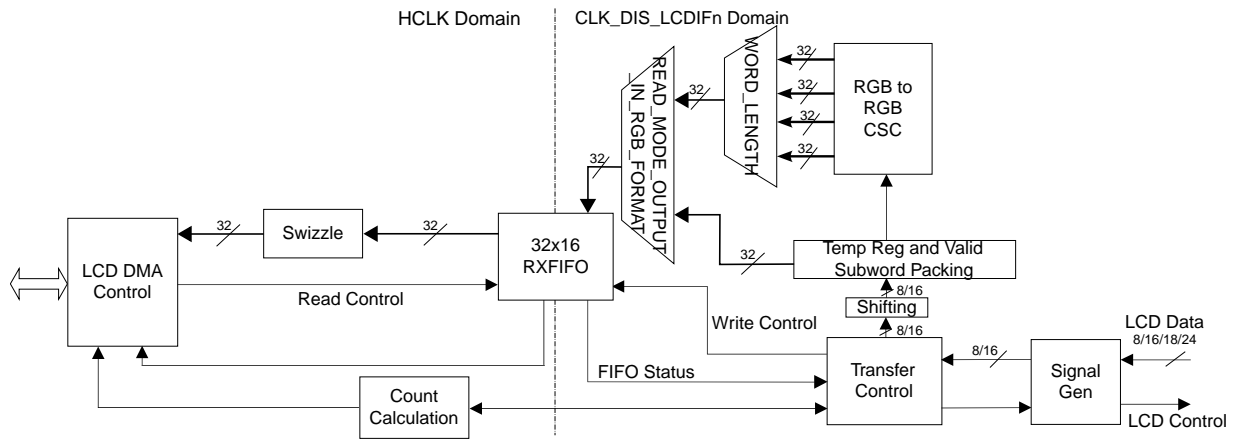 HCLK Domain
CLK_DIS_LCDIFn Domain
READ_MODE_OUTPUT
_IN_RGB_FORMAT
WORD_LENGTH
32
32
32
32
32
32
RGB to
RGB
CSC
LCD DMA
Control
32
Swizzle
32
32x16
RXFIFO
32
Temp Reg and Valid
Subword Packing
Read Control
8/16
Shifting
8/16
Write Control
LCD Data
8/16/18/24
FIFO Status
Transfer
Control
8/16
Signal
Gen
Count
Calculation
LCD Control